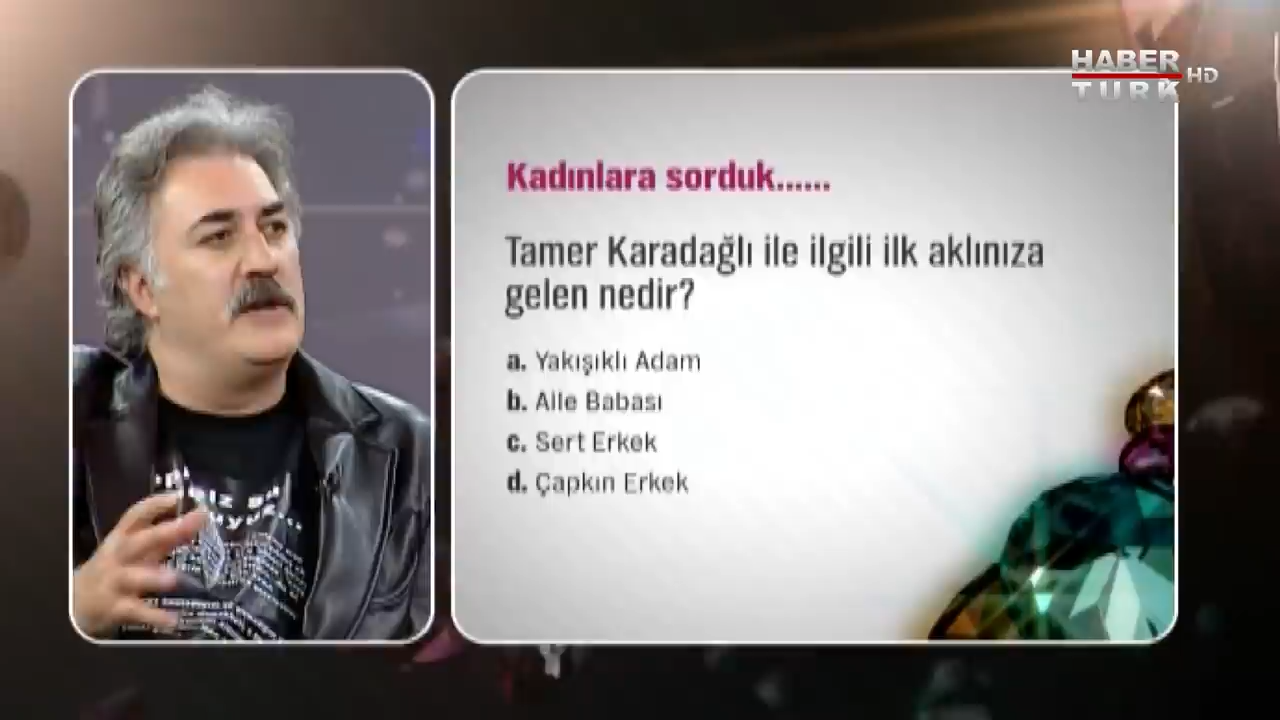 HABER
TURK HD
Kadınlara sorduk......
Tamer Karadağlı ile ilgili ilk aklınıza
gelen nedir?
a. Yakışıklı Adam
b. Aile Babası
c. Sert Erkek
d. Çapkın Erkek